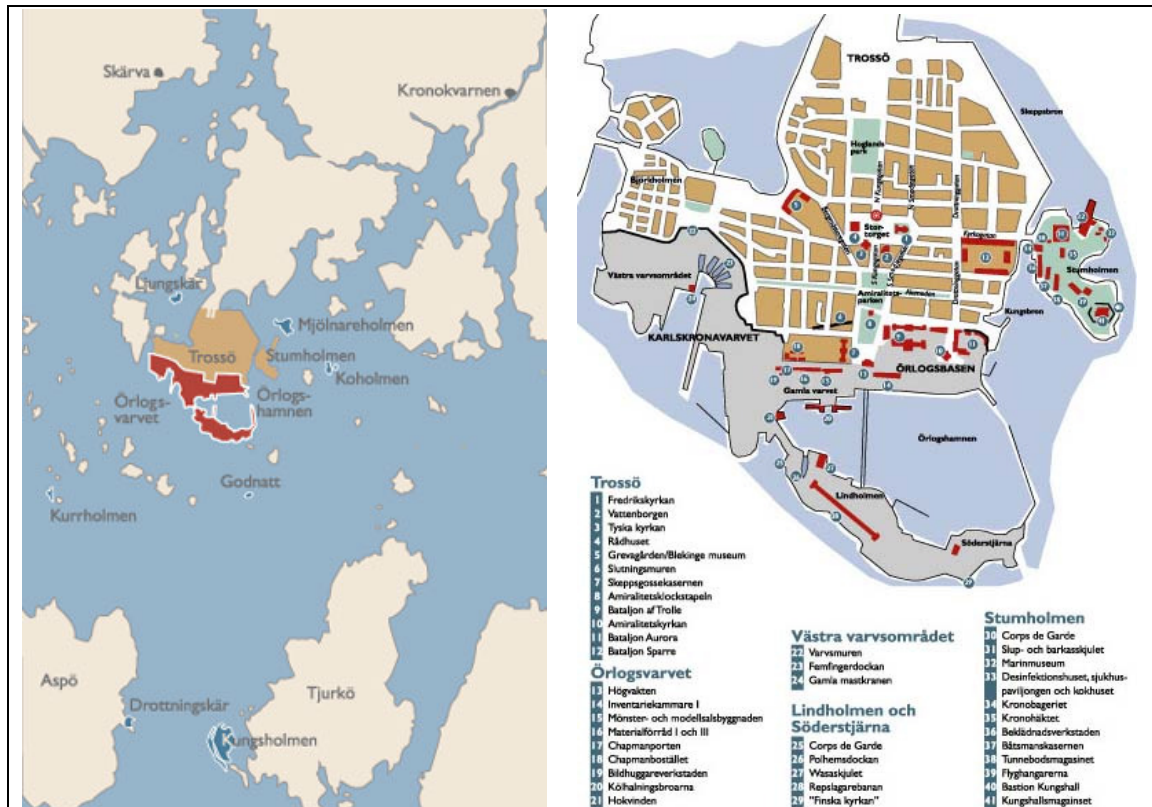 Skärva
Kronokvarnen
Ljungskär
Mjölnareholmen
Trossö
Stumholmen
Koholmen
Örlogs-
varvet
Örlogs-
hamnen
Godnatt
Kurrholmen
Aspö
Drottningskär
Tjurkö
Kungsholmen
TROSSÖ
Skeppsbron
Hoglands
park
Björkholmen
N Kungsgatan
Drottninggatan
Stor-
torget
Fyrlogatan
Stumholmen
Västra varvsområdet
Amiralitets-
parken
Alamedan
Drottninggatan
Kungsbron
KARLSKRONAVARVET
ÖRLOGSBASEN
Gamla varvet
Örlogshamnen
Lindholmen
Söderstjärna
Trossö
1 Fredrikskyrkan
2 Vattenborgen
3 Tyska kyrkan
4 Rådhuset
5 Grevagården/Blekinge museum
6 Slutningsmuren
7 Skeppsgossekasernen
8 Amiralitetsklockstapeln
9 Bataljon af Trolle
10 Amiralitetskyrkan
11 Bataljon Aurora
12 Bataljon Sparre
Örlogsvarvet
13 Högvakten
14 Inventariekammare I
15 Mönster- och modellsalsbyggnaden
16 Materialförråd I och III
17 Chapmanporten
18 Chapmanbostället
19 Bildhuggareverkstaden
20 Kölhalningsbroarna
21 Hokvinden
Västra varvsområdet
22 Varvsmuren
23 Femfingerdockan
24 Gamla mastkranen
Lindholmen och
Söderstjärna
25 Corps de Garde
26 Polhemsdockan
27 Wasaskjulet
28 Repslagarebanan
29 "Finska kyrkan"
Stumholmen
30 Corps de Garde
31 Slup- och barkasskjulet
32 Marinmuseum
33 Desinfektionshuset, sjukhus-
paviljongen och kokhuset
34 Kronobageriet
35 Kronohäktet
36 Beklädnadsverkstaden
37 Båtsmanskasernen
38 Tunnebodsmagasinet
39 Flyghangarerna
40 Bastion Kungshall
41 Kungshallsmagainset